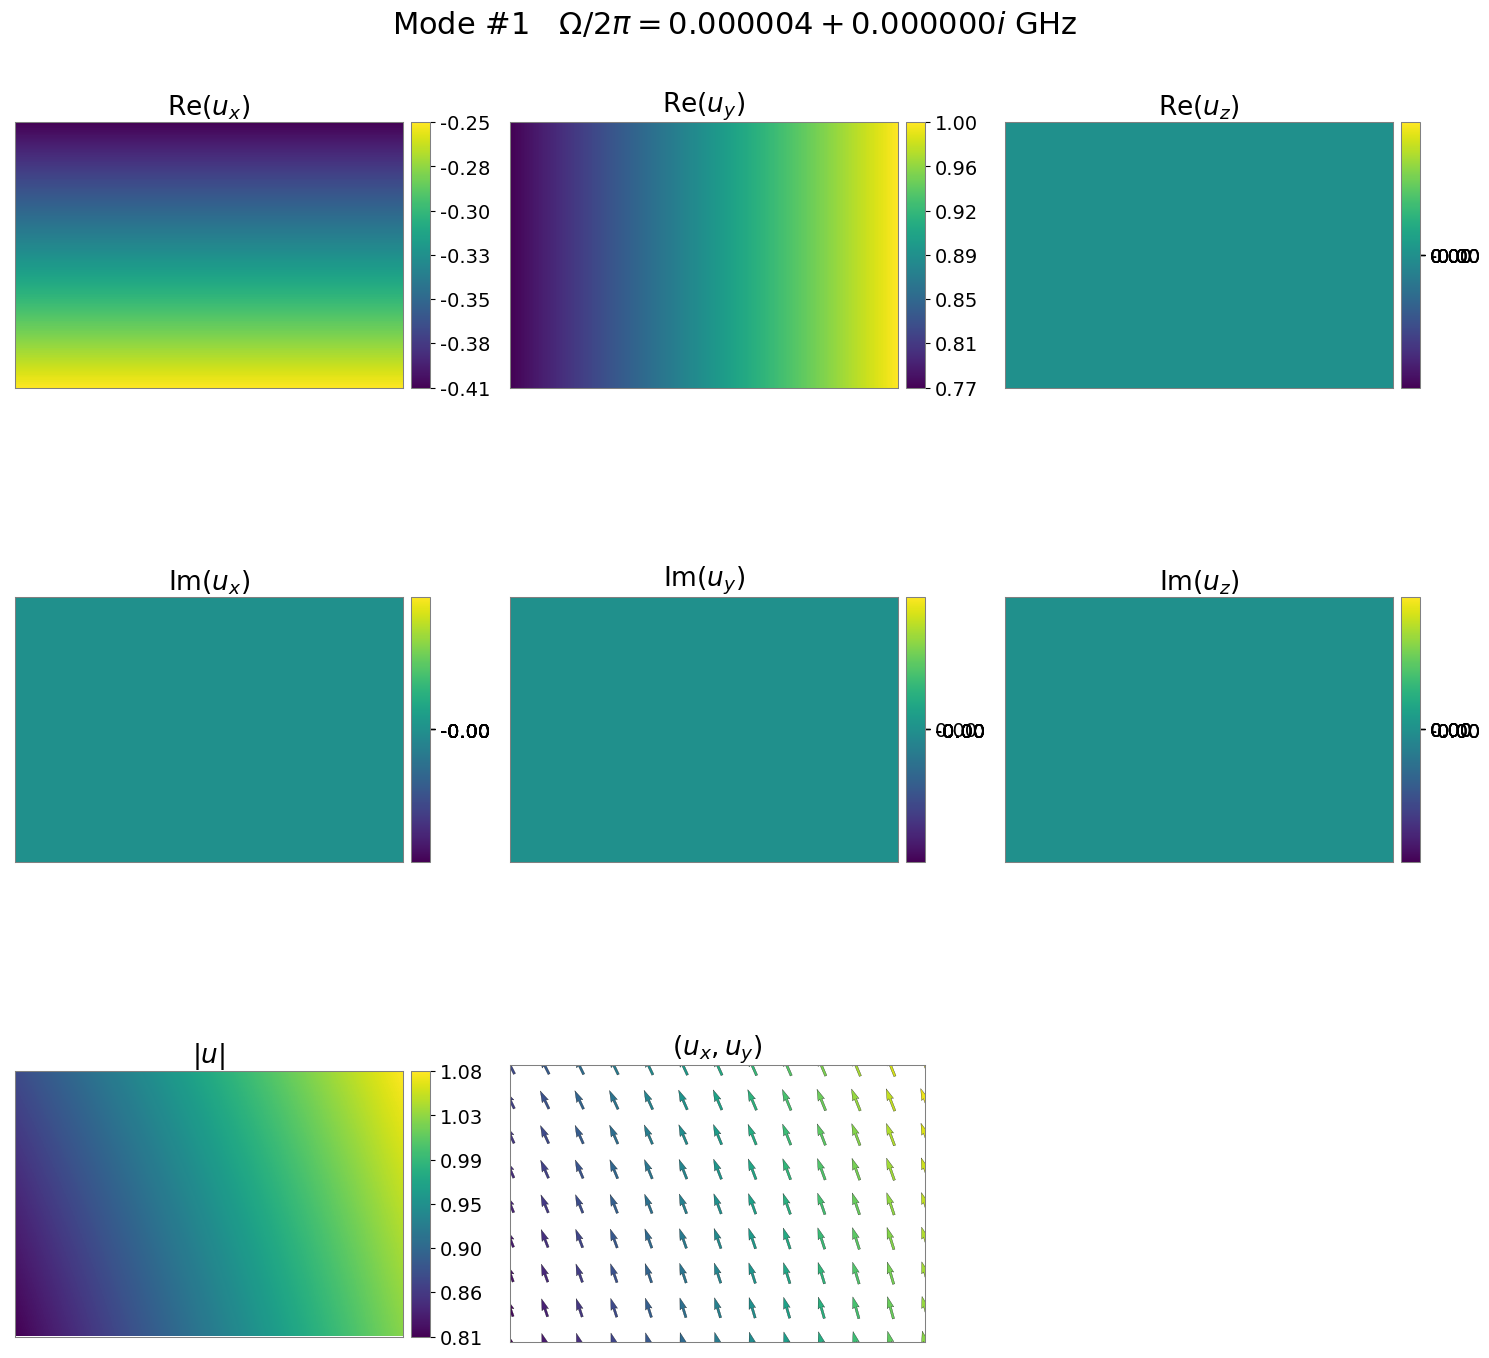 Mode #1 Ω/2π = 0.000004 + 0.000000i GHz
Re(u_x)
-0.25
-0.28
-0.30
-0.33
-0.35
-0.38
-0.41
Re(u_y)
1.00
0.96
0.92
0.89
0.85
0.81
0.77
Re(u_z)
Im(u_x)
-0.00
Im(u_y)
Im(u_z)
|u|
1.08
1.03
0.99
0.95
0.90
0.86
0.81
(u_x, u_y)